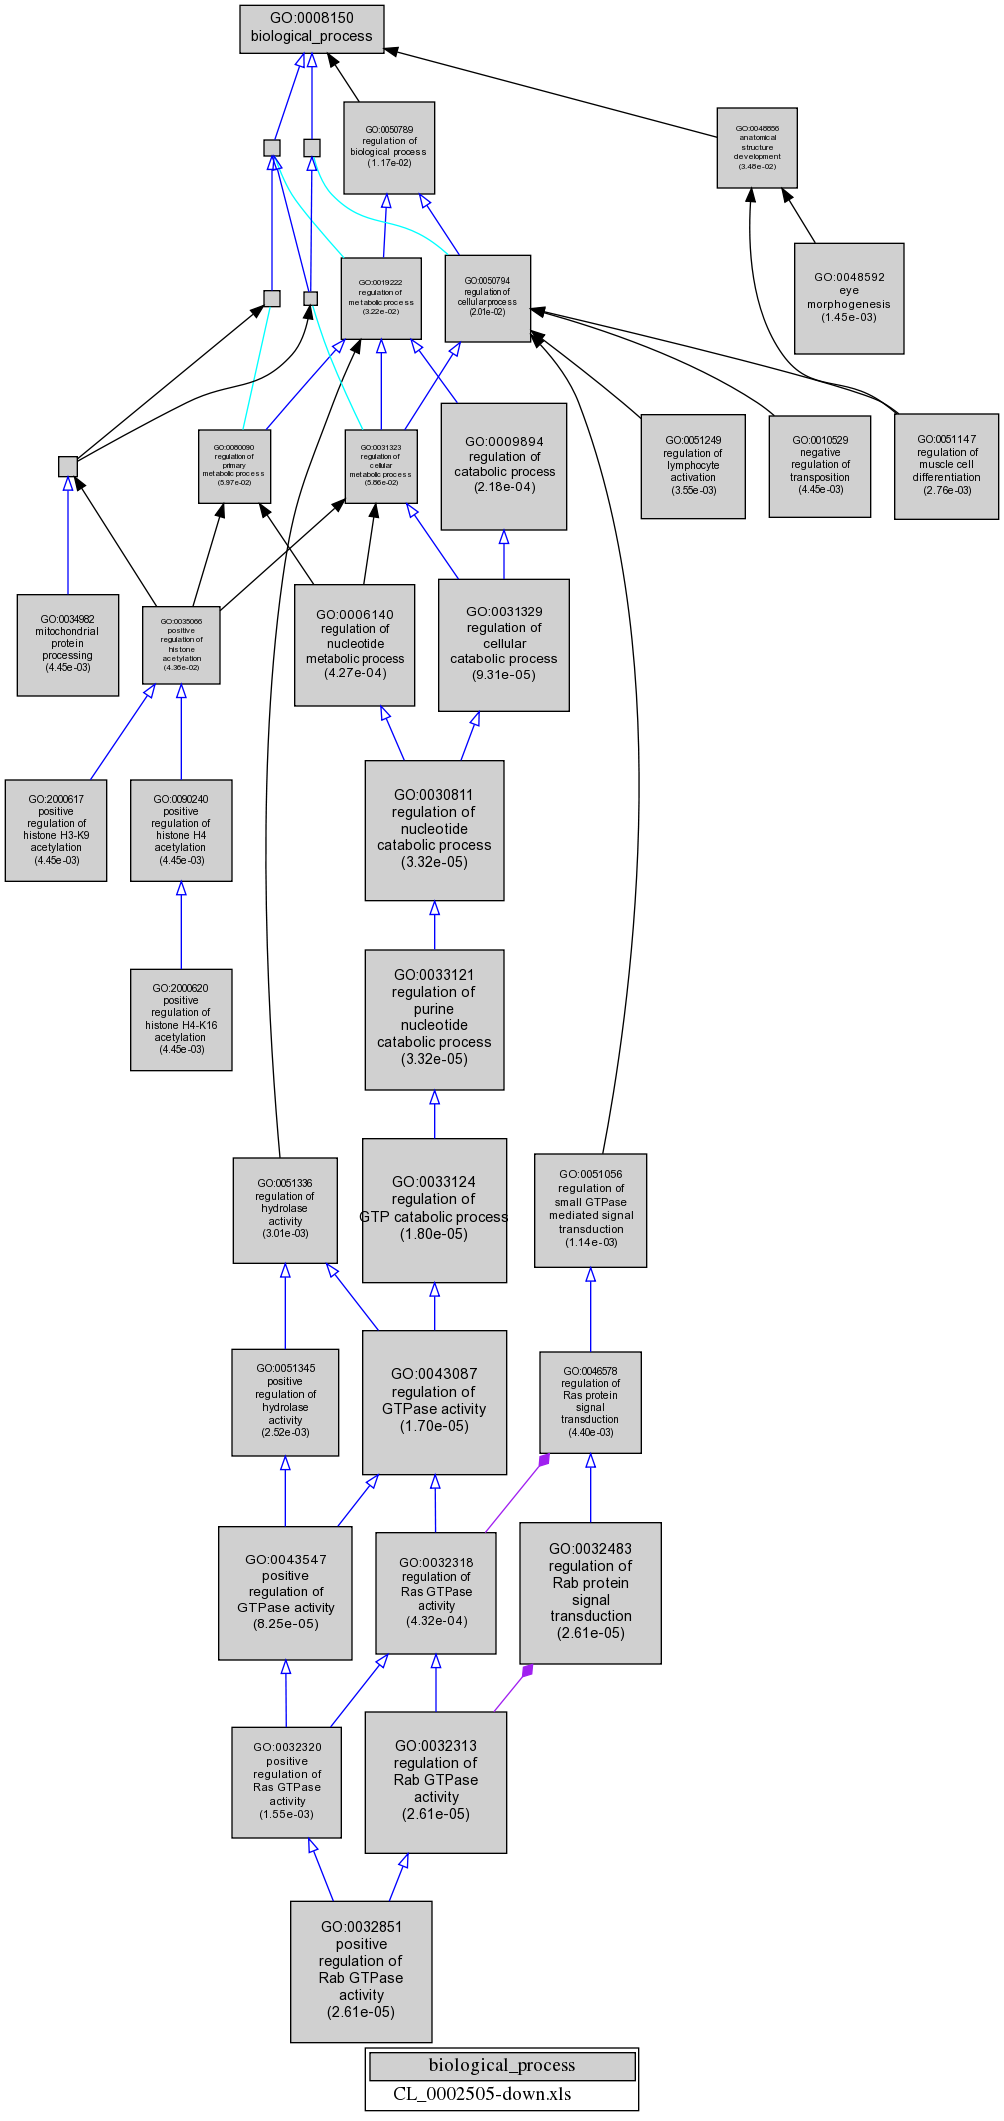 GO:0008150
biological_process
GO:0050789
regulation of
biological process
(1.17e-02)
GO:0048856
anatomical
structure
development
(3.48e-02)
GO:0048592
eye
morphogenesis
(1.45e-03)
GO:0019222
regulation of
metabolic process
(3.22e-02)
GO:0050794
regulation of
cellular process
(2.01e-02)
GO:0080090
regulation of
primary
metabolic process
(5.97e-02)
GO:0031323
regulation of
cellular
metabolic process
(5.86e-02)
GO:0009894
regulation of
catabolic process
(2.18e-04)
GO:0051249
regulation of
lymphocyte
activation
(3.55e-03)
GO:0010529
negative
regulation of
transposition
(4.45e-03)
GO:0051147
regulation of
muscle cell
differentiation
(2.76e-03)
GO:0034982
mitochondrial
protein
processing
(4.45e-03)
GO:0035066
positive
regulation of
histone
acetylation
(4.36e-02)
GO:0006140
regulation of
nucleotide
metabolic process
(4.27e-04)
GO:0031329
regulation of
cellular
catabolic process
(9.31e-05)
GO:2000617
positive
regulation of
histone H3-K9
acetylation
(4.45e-03)
GO:0090240
positive
regulation of
histone H4
acetylation
(4.45e-03)
GO:0030811
regulation of
nucleotide
catabolic process
(3.32e-05)
GO:2000620
positive
regulation of
histone H4-K16
acetylation
(4.45e-03)
GO:0033121
regulation of
purine
nucleotide
catabolic process
(3.32e-05)
GO:0051336
regulation of
hydrolase
activity
(3.01e-03)
GO:0033124
regulation of
GTP catabolic process
(1.80e-05)
GO:0051056
regulation of
small GTPase
mediated signal
transduction
(1.14e-03)
GO:0051345
positive
regulation of
hydrolase
activity
(2.52e-03)
GO:0043087
regulation of
GTPase activity
(1.70e-05)
GO:0046578
regulation of
Ras protein
signal
transduction
(4.40e-03)
GO:0043547
positive
regulation of
GTPase activity
(8.25e-05)
GO:0032318
regulation of
Ras GTPase
activity
(4.32e-04)
GO:0032483
regulation of
Rab protein
signal
transduction
(2.61e-05)
GO:0032320
positive
regulation of
Ras GTPase
activity
(1.55e-03)
GO:0032313
regulation of
Rab GTPase
activity
(2.61e-05)
GO:0032851
positive
regulation of
Rab GTPase
activity
(2.61e-05)
biological_process
CL_0002505-down.xls